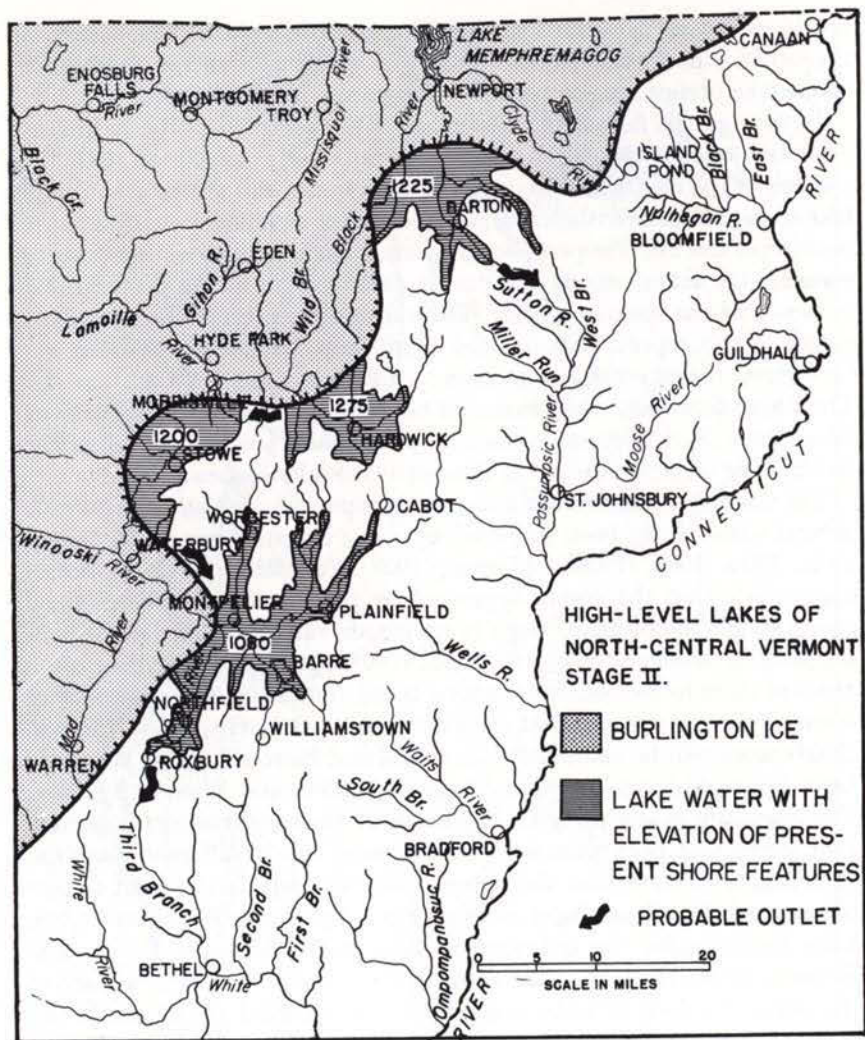 CANAAN
LAKE
MEMPHREMAGOG
ENOSBURG
FALLS
River
MONTGOMERY
TROY
River
Missisquoi
River
NEWPORT
Clyde
Riv
ISLAND
POND
Black Br.
East Br.
RIVER
Black Cr.
1225
BARTON
Nulhegan R.
BLOOMFIELD
Black
EDEN
Gihon R.
Wild Br.
Sutton R.
West Br.
Lamoille
River
HYDE PARK
Miller Run
GUILDHALL
MORRISVILLE
1275
HARDWICK
1200
STOWE
Passumpsic River
Moose River
CONNECTICUT
CABOT
ST. JOHNSBURY
WORCESTER
WATERBURY
Winooski River
MONTPELIER
PLAINFIELD
1080
River
BARRE
Mad
River
NORTHFIELD
WILLIAMSTOWN
Wells R.
WARREN
ROXBURY
Waits
River
South Br.
BRADFORD
Third Branch
Second Br.
First Br.
White
River
BETHEL
White
Ompompanosuc R.
RIVER
HIGH-LEVEL LAKES OF
NORTH-CENTRAL VERMONT
STAGE II.
BURLINGTON ICE
LAKE WATER WITH
ELEVATION OF PRES-
ENT SHORE FEATURES
PROBABLE OUTLET
0 10 20
SCALE IN MILES